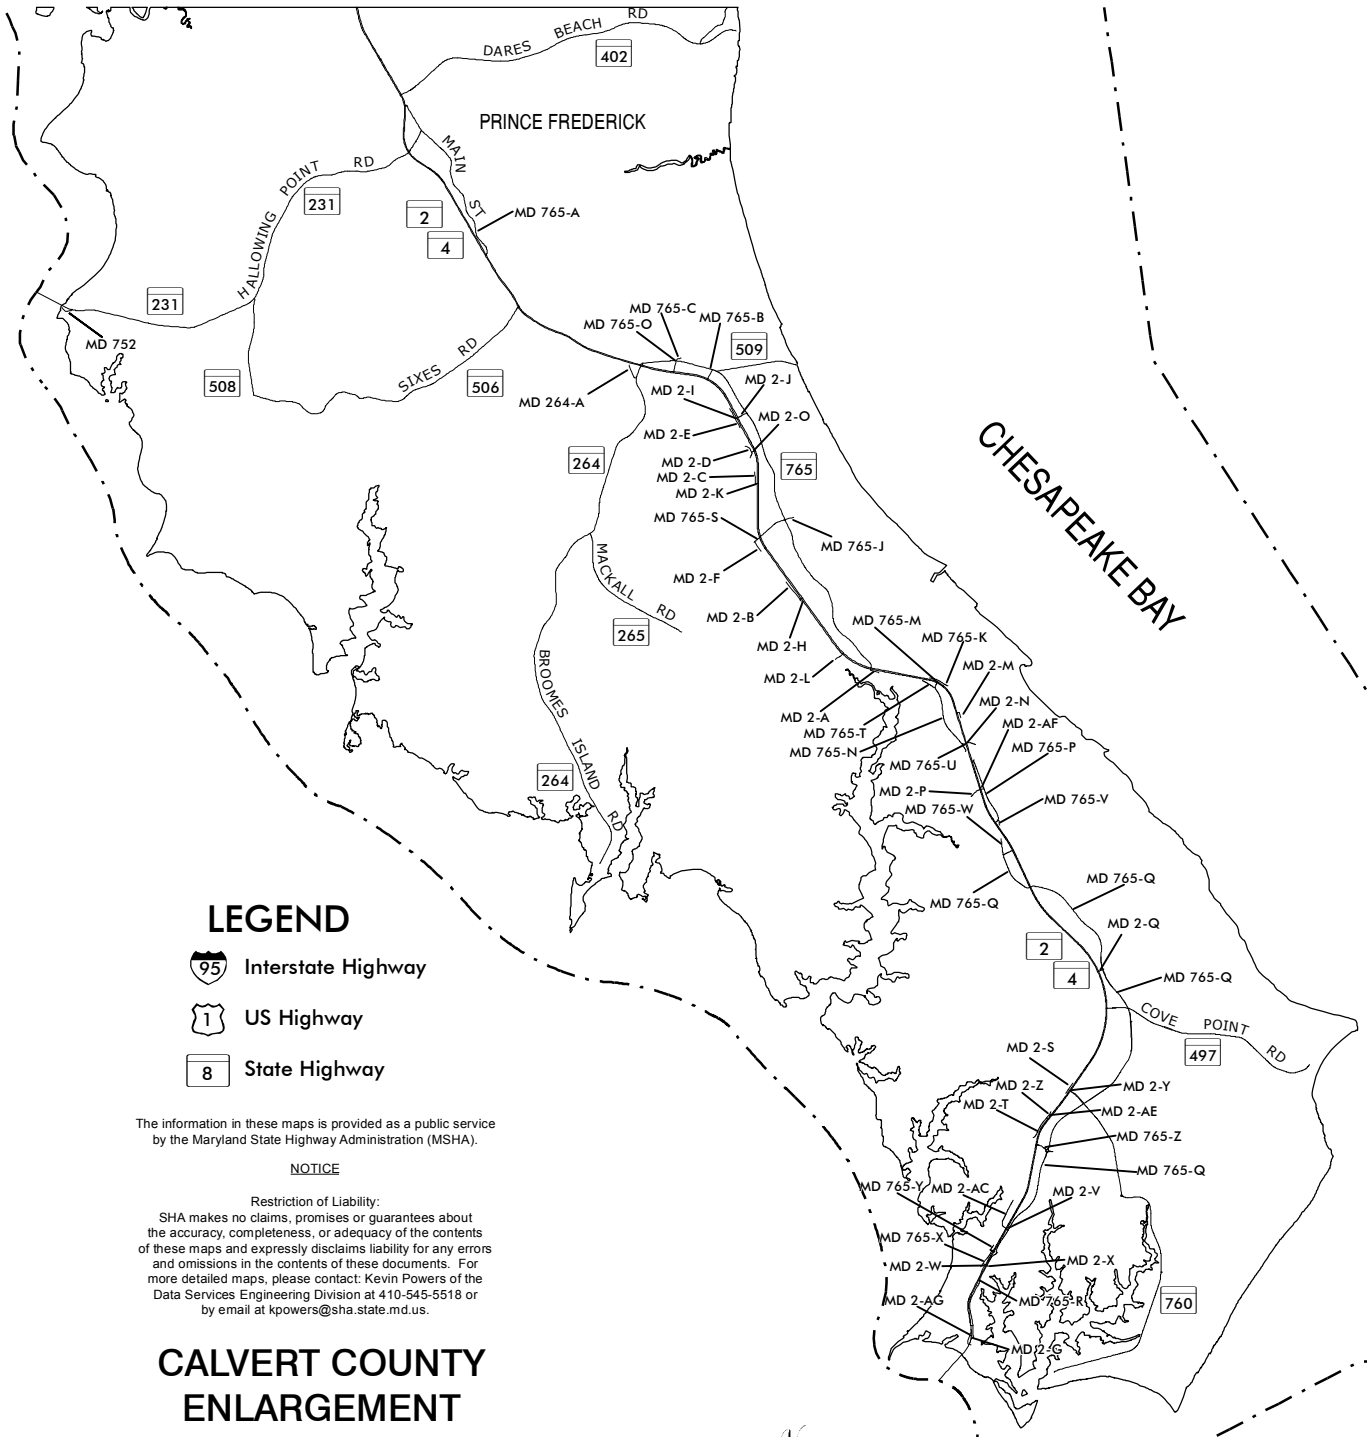 DARES BEACH RD
402
PRINCE FREDERICK
MAIN ST
HALLOWING POINT RD
231
2
4
MD 765-A
231
MD 752
508
SIXES RD
506
MD 765-C
MD 765-O
MD 765-B
509
MD 264-A
MD 2-I
MD 2-J
MD 2-O
MD 2-E
264
MD 2-D
765
MD 2-C
MD 2-K
MD 765-S
MD 765-J
MACKALL RD
MD 2-F
265
MD 2-B
MD 2-H
CHESAPEAKE BAY
MD 765-M
MD 765-K
MD 2-L
MD 2-M
BROOMES ISLAND RD
264
MD 2-A
MD 2-N
MD 765-T
MD 2-AF
MD 765-N
MD 765-P
MD 765-U
MD 2-P
MD 765-V
MD 765-W
MD 765-Q
MD 765-Q
MD 2-Q
2
4
MD 765-Q
COVE POINT RD
497
MD 2-S
MD 2-Z
MD 2-Y
MD 2-T
MD 2-AE
MD 765-Z
MD 765-Q
MD 765-Y
MD 2-AC
MD 2-V
MD 765-X
MD 2-W
MD 2-X
MD 2-AG
MD 765-R
760
MD 2-G
LEGEND
95 Interstate Highway
1 US Highway
8 State Highway
The information in these maps is provided as a public service
by the Maryland State Highway Administration (MSHA).
NOTICE
Restriction of Liability:
SHA makes no claims, promises or guarantees about
the accuracy, completeness, or adequacy of the contents
of these maps and expressly disclaims liability for any errors
and omissions in the contents of these documents. For
more detailed maps, please contact: Kevin Powers of the
Data Services Engineering Division at 410-545-5518 or
by email at kpowers@sha.state.md.us.
CALVERT COUNTY
ENLARGEMENT